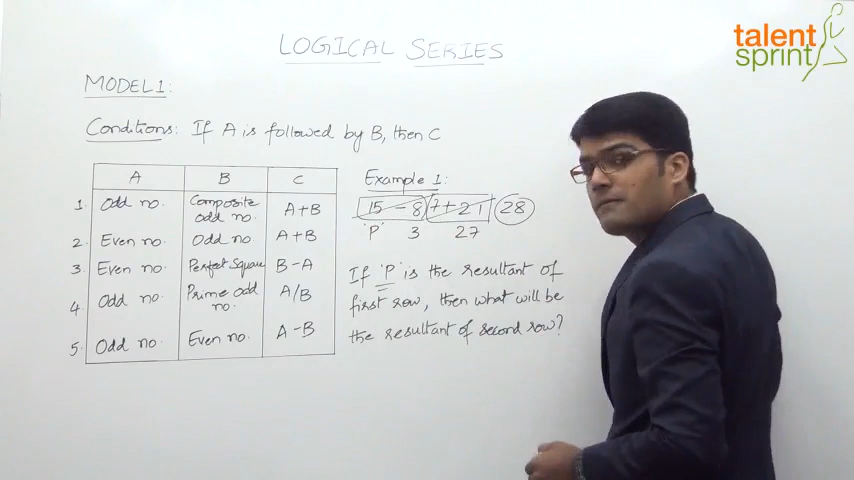 talent
sprint
LOGICAL SERIES
MODEL 1:
Conditions: If A is followed by B, then C
A B C
1. Odd no. Composite odd no. A+B
2. Even no. Odd no. A+B
3. Even no. Perfect Square B-A
4. Odd no. Prime odd no. A/B
5. Odd no. Even no. A-B
Example 1:
15 - 8 7+21 28
'P' 3 27
If 'P' is the resultant of
first row, then what will be
the resultant of second row?